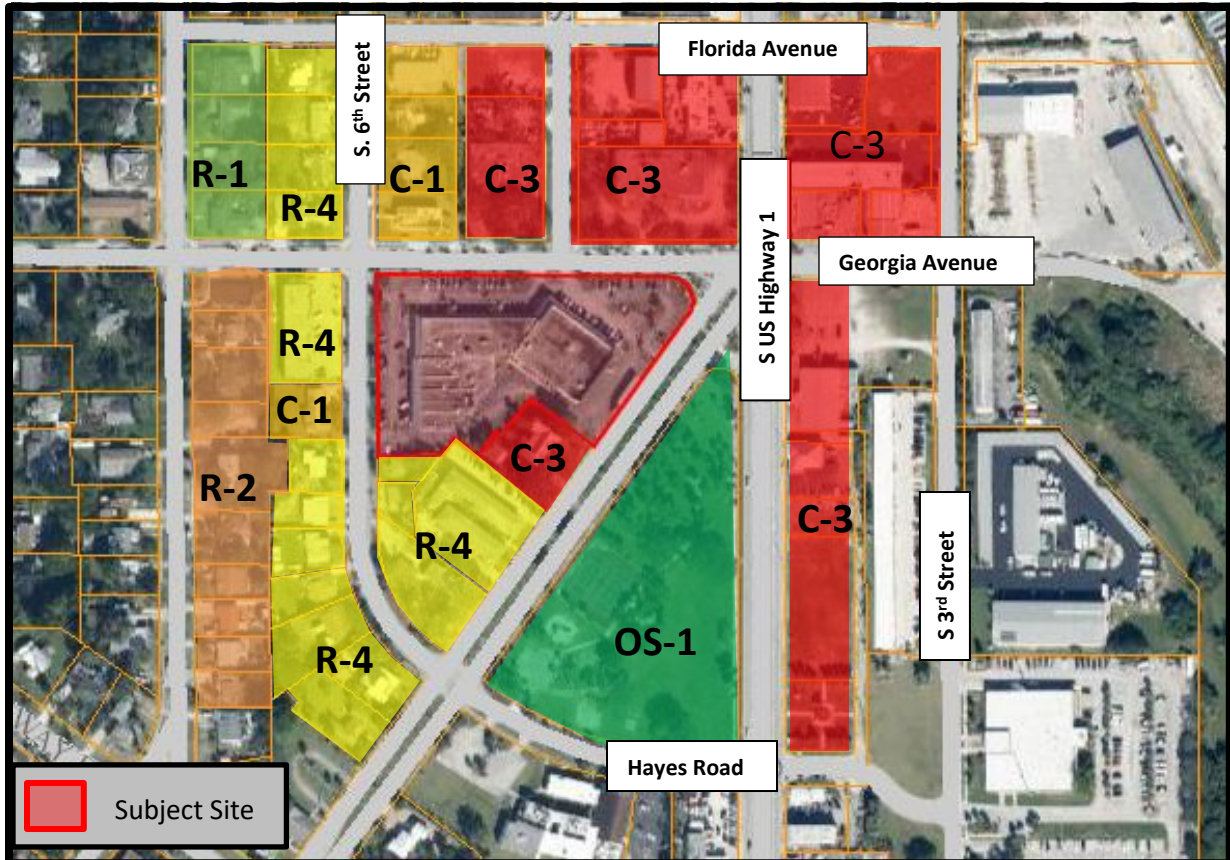 Florida Avenue
S. 6th Street
R-1
R-4
C-1
C-3
C-3
C-3
S US Highway 1
Georgia Avenue
R-4
C-1
C-3
R-2
C-3
R-4
S 3rd Street
OS-1
R-4
Hayes Road
Subject Site